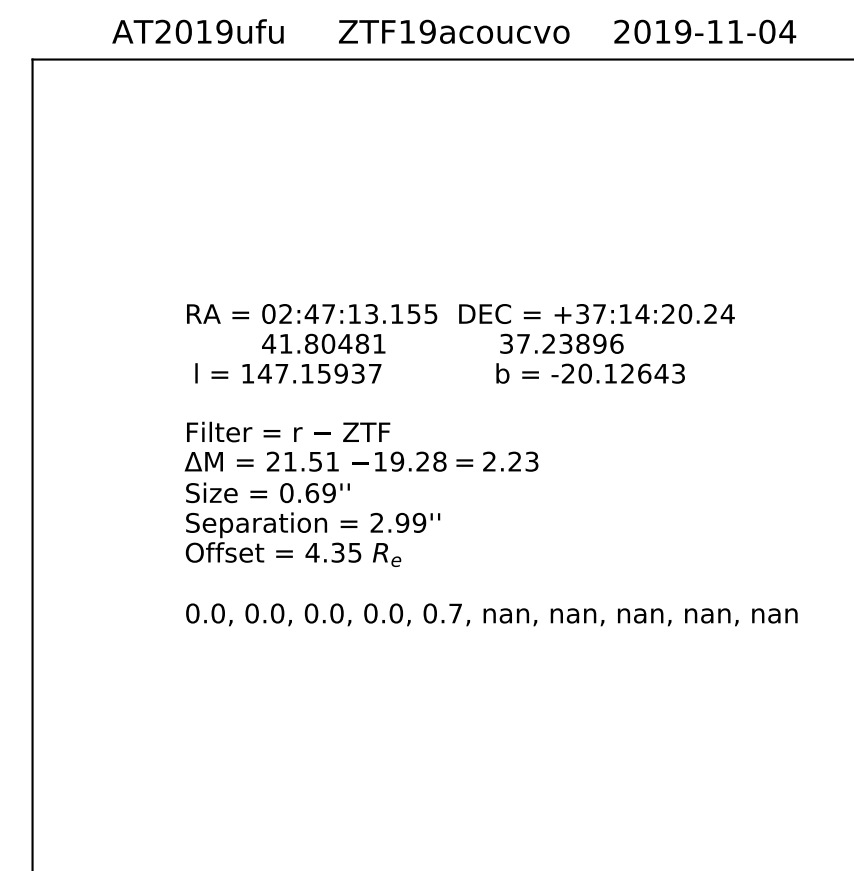 AT2019ufu ZTF19acoucvo 2019-11-04
RA = 02:47:13.155 DEC = +37:14:20.24
41.80481 37.23896
l = 147.15937 b = -20.12643
Filter = r − ZTF
ΔM = 21.51 −19.28 = 2.23
Size = 0.69''
Separation = 2.99''
Offset = 4.35 Re
0.0, 0.0, 0.0, 0.0, 0.7, nan, nan, nan, nan, nan